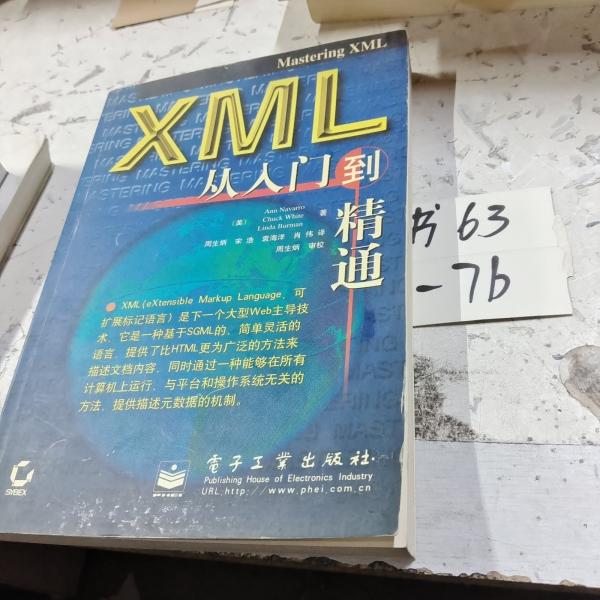 Mastering XML
XML
从入门到
精通
(美)
Ann Navarro
Chuck White
Linda Burman
著
周生炳 宋浩 袁海洋 肖伟 译
周生炳 审校
XML(eXtensible Markup Language,可
扩展标记语言)是下一个大型Web主导技
术,它是一种基于SGML的、简单灵活的
语言,提供了比HTML更为广泛的方法来
描述文档内容,同时通过一种能够在所有
计算机上运行、与平台和操作系统无关的
方法,提供描述元数据的机制。
SYBEX
電子工業出版社
Publishing House of Electronics Industry
URL:http://www.phei.com.cn
书63
-7b